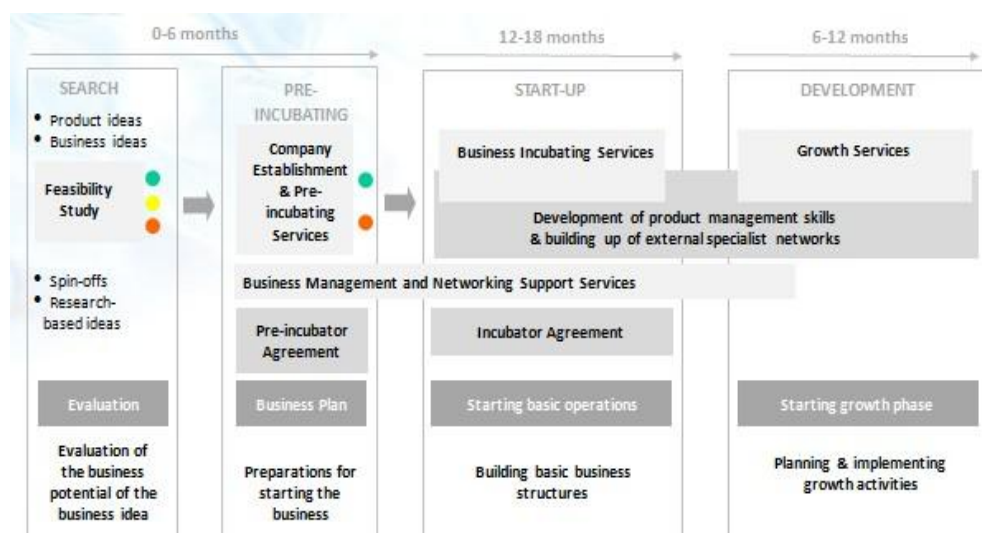 0-6 months
12-18 months
6-12 months
SEARCH
• Product ideas
• Business ideas
Feasibility
Study
• Spin-offs
• Research-
based ideas
Evaluation
Evaluation of
the business
potential of the
business idea
PRE-
INCUBATING
Company
Establishment
& Pre-
incubating
Services
Business Management and Networking Support Services
Pre-incubator
Agreement
Business Plan
Preparations for
starting the
business
START-UP
Business Incubating Services
Development of product management skills
& building up of external specialist networks
Incubator Agreement
Starting basic operations
Building basic business
structures
DEVELOPMENT
Growth Services
Starting growth phase
Planning & implementing
growth activities